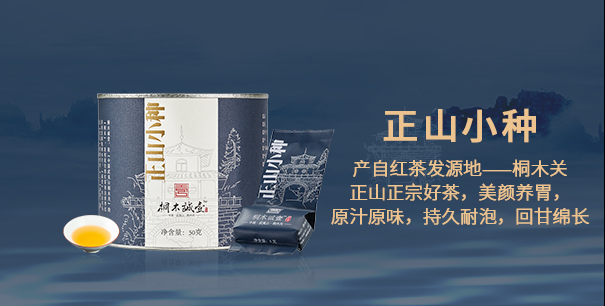 正山小种
桐木誠家
净含量：50克
正山小种
正山小种
产自红茶发源地——桐木关
正山正宗好茶，美颜养胃，
原汁原味，持久耐泡，回甘绵长